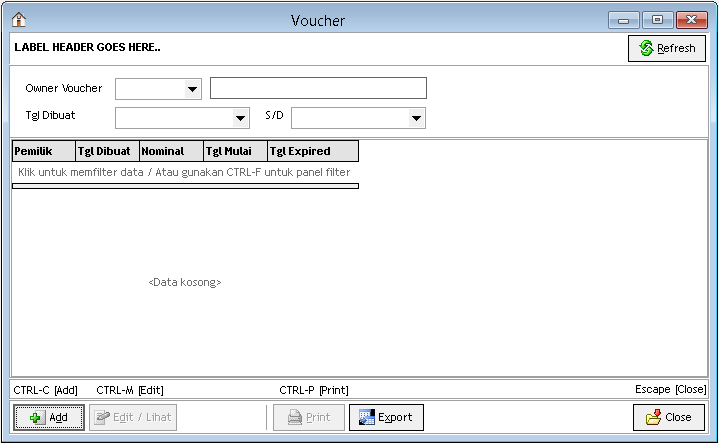 Voucher
LABEL HEADER GOES HERE..
Refresh
Owner Voucher
Tgl Dibuat S/D
Pemilik Tgl Dibuat Nominal Tgl Mulai Tgl Expired
Klik untuk memfilter data / Atau gunakan CTRL-F untuk panel filter
<Data kosong>
CTRL-C [Add] CTRL-M [Edit] CTRL-P [Print] Escape [Close]
Add Edit / Lihat Print Export Close